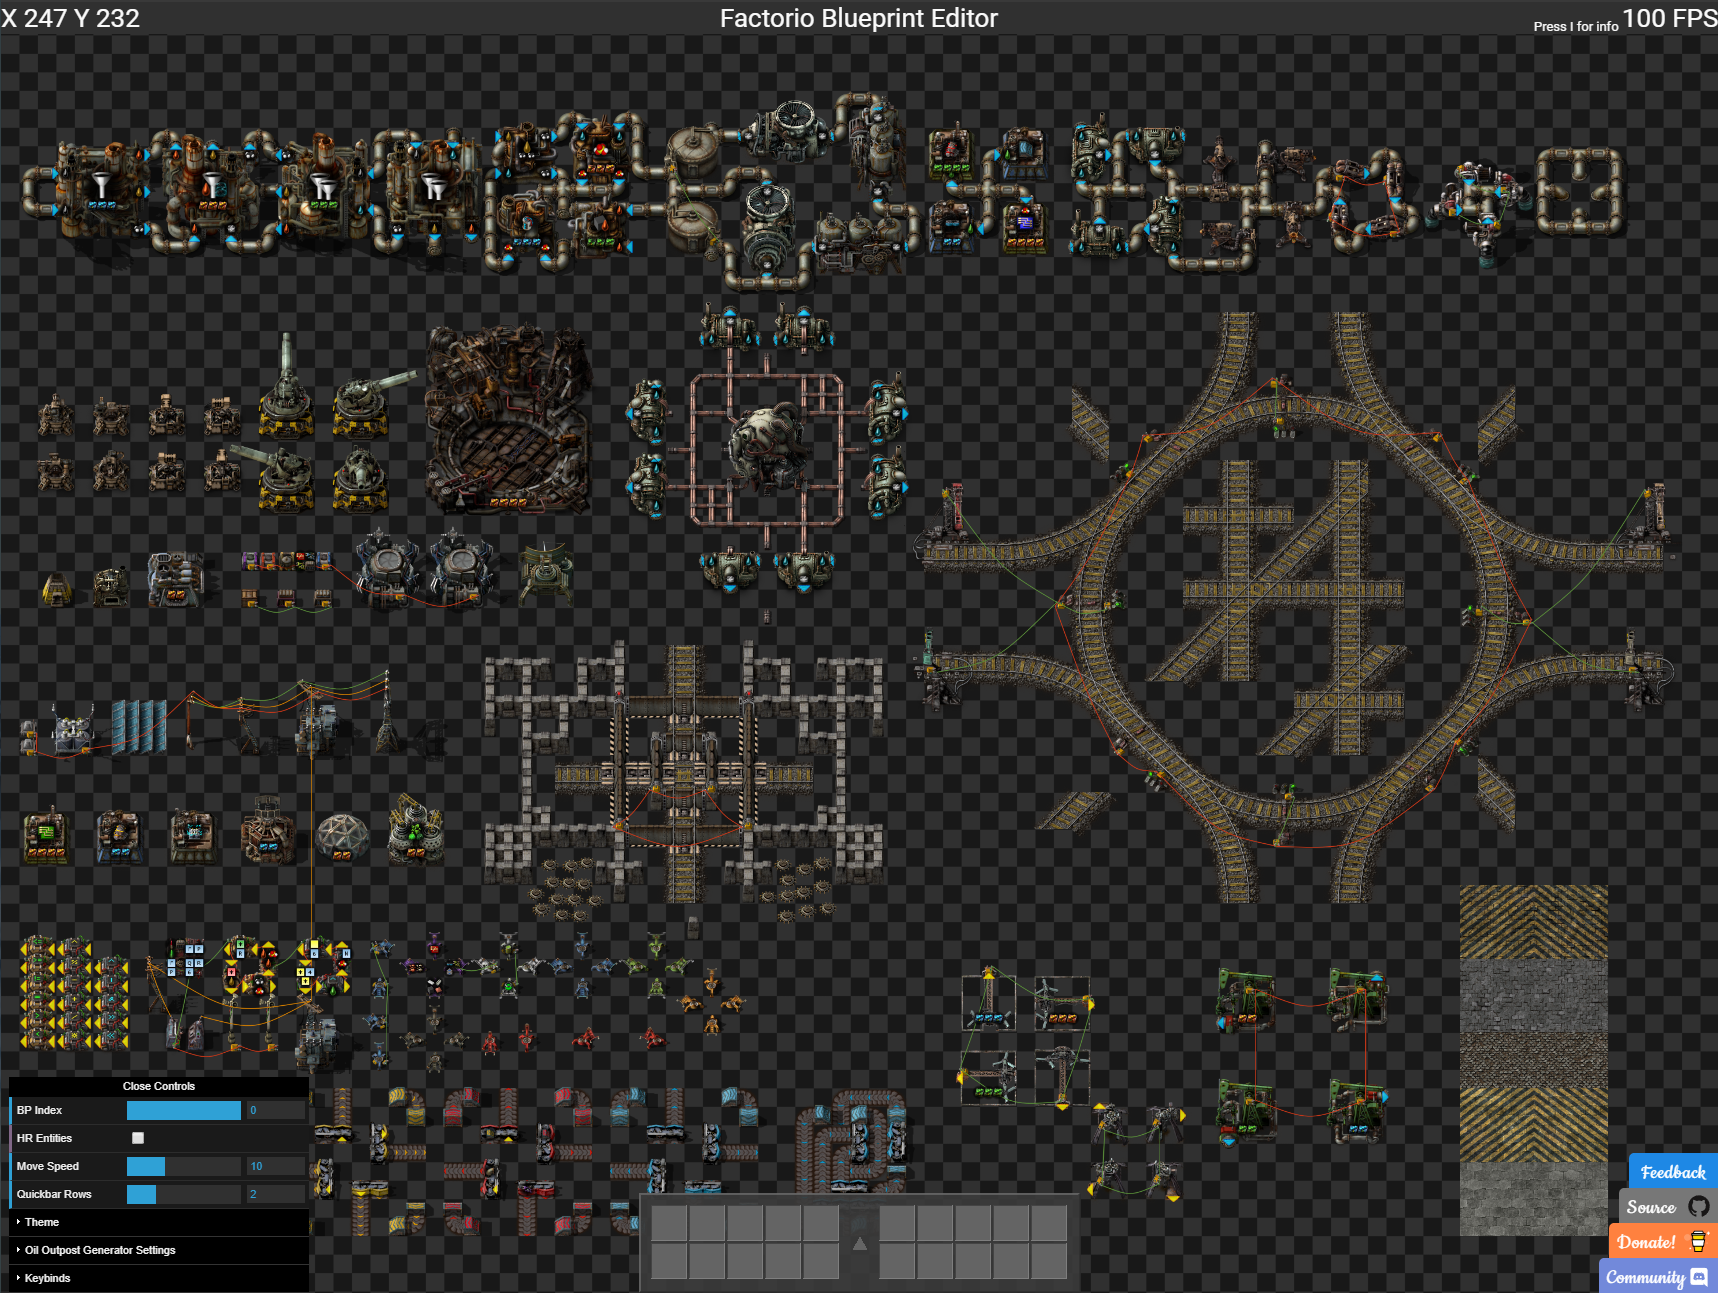 X 247 Y 232
Factorio Blueprint Editor
Press I for info
100 FPS
Close Controls
BP Index
0
HR Entities
Move Speed
10
Quickbar Rows
2
Theme
Oil Outpost Generator Settings
Keybinds
Feedback
Source
Donate!
Community